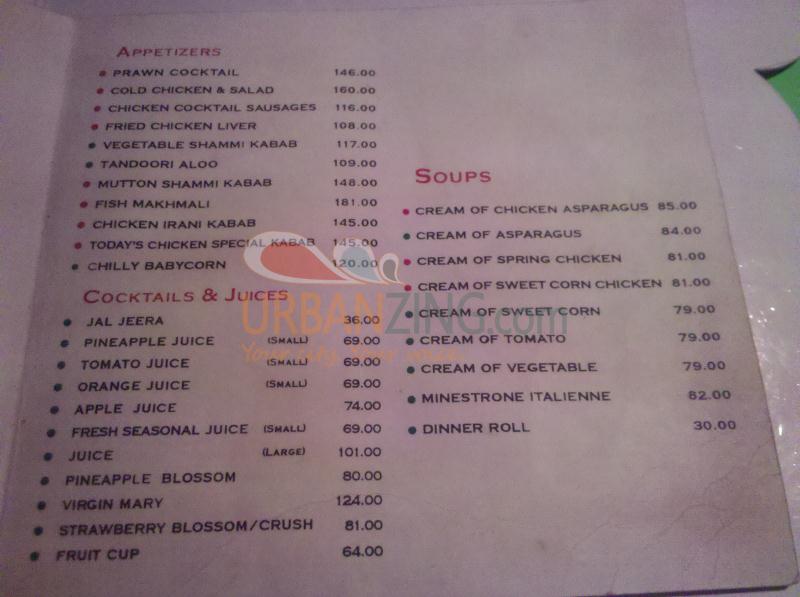 APPETIZERS
PRAWN COCKTAIL 146.00
COLD CHICKEN & SALAD 160.00
CHICKEN COCKTAIL SAUSAGES 116.00
FRIED CHICKEN LIVER 108.00
VEGETABLE SHAMMI KABAB 117.00
TANDOORI ALOO 109.00
MUTTON SHAMMI KABAB 148.00
FISH MAKHMALI 181.00
CHICKEN IRANI KABAB 145.00
TODAY'S CHICKEN SPECIAL KABAB 145.00
CHILLY BABYCORN 120.00
COCKTAILS & JUICES
JAL JEERA 36.00
PINEAPPLE JUICE (SMALL) 69.00
TOMATO JUICE (SMALL) 69.00
ORANGE JUICE (SMALL) 69.00
APPLE JUICE 74.00
FRESH SEASONAL JUICE (SMALL) 69.00
JUICE (LARGE) 101.00
PINEAPPLE BLOSSOM 80.00
VIRGIN MARY 124.00
STRAWBERRY BLOSSOM/CRUSH 81.00
FRUIT CUP 64.00
SOUPS
CREAM OF CHICKEN ASPARAGUS 85.00
CREAM OF ASPARAGUS 84.00
CREAM OF SPRING CHICKEN 81.00
CREAM OF SWEET CORN CHICKEN 81.00
CREAM OF SWEET CORN 79.00
CREAM OF TOMATO 79.00
CREAM OF VEGETABLE 79.00
MINESTRONE ITALIENNE 82.00
DINNER ROLL 30.00
URBANZING.com
Your city. Your voice.